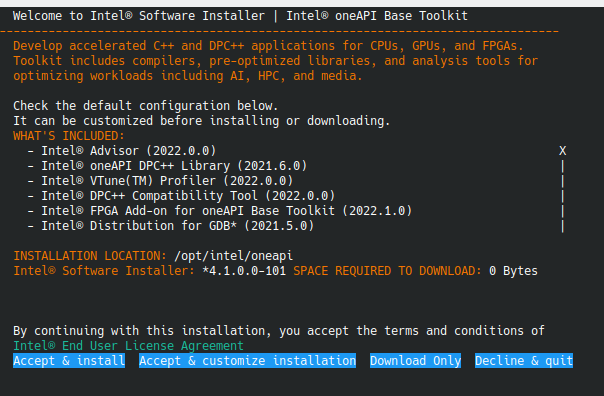 Welcome to Intel® Software Installer | Intel® oneAPI Base Toolkit
Develop accelerated C++ and DPC++ applications for CPUs, GPUs, and FPGAs.
Toolkit includes compilers, pre-optimized libraries, and analysis tools for
optimizing workloads including AI, HPC, and media.
Check the default configuration below.
It can be customized before installing or downloading.
WHAT'S INCLUDED:
- Intel® Advisor (2022.0.0) X
- Intel® oneAPI DPC++ Library (2021.6.0) |
- Intel® VTune(TM) Profiler (2022.0.0) |
- Intel® DPC++ Compatibility Tool (2022.0.0) |
- Intel® FPGA Add-on for oneAPI Base Toolkit (2022.1.0) |
- Intel® Distribution for GDB* (2021.5.0) |
INSTALLATION LOCATION: /opt/intel/oneapi
Intel® Software Installer: *4.1.0.0-101 SPACE REQUIRED TO DOWNLOAD: 0 Bytes
By continuing with this installation, you accept the terms and conditions of
Intel® End User License Agreement
Accept & install Accept & customize installation Download Only Decline & quit